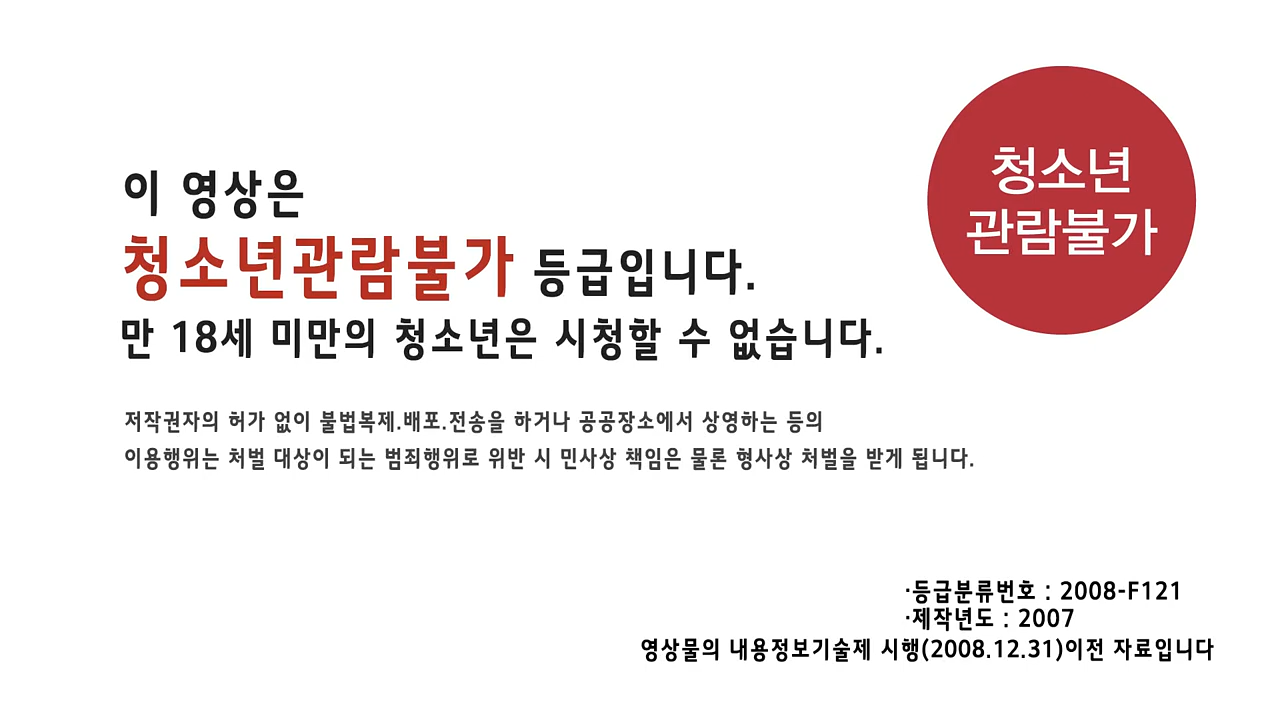 청소년
관람불가
이 영상은
청소년관람불가 등급입니다.
만 18세 미만의 청소년은 시청할 수 없습니다.
저작권자의 허가 없이 불법복제.배포.전송을 하거나 공공장소에서 상영하는 등의
이용행위는 처벌 대상이 되는 범죄행위로 위반 시 민사상 책임은 물론 형사상 처벌을 받게 됩니다.
·등급분류번호 : 2008-F121
·제작년도 : 2007
영상물의 내용정보기술제 시행(2008.12.31)이전 자료입니다